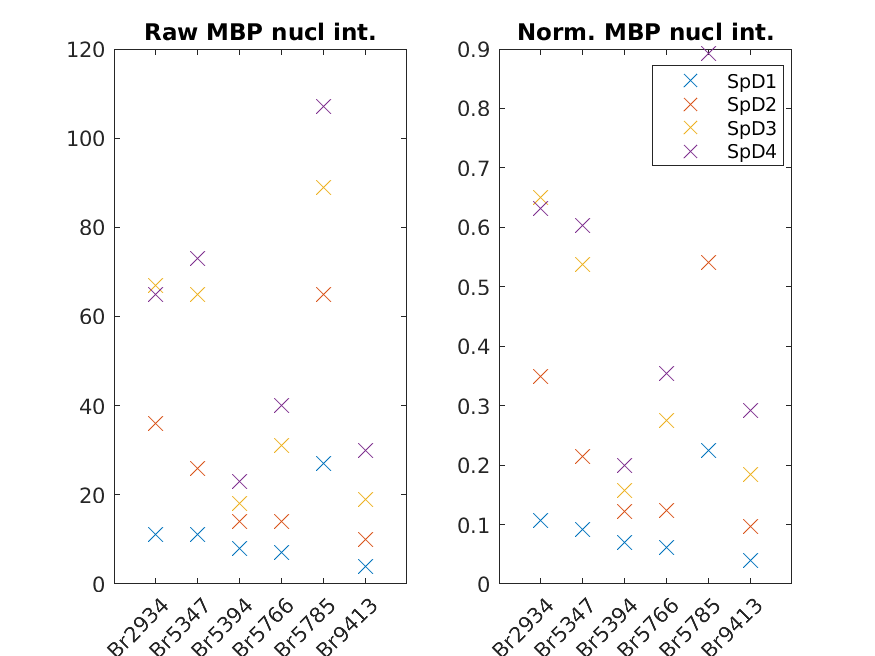 Raw MBP nucl int.
120
100
80
60
40
20
0
Br2934
Br5347
Br5394
Br5766
Br5785
Br9413
Norm. MBP nucl int.
0.9
0.8
0.7
0.6
0.5
0.4
0.3
0.2
0.1
0
SpD1
SpD2
SpD3
SpD4
Br2934
Br5347
Br5394
Br5766
Br5785
Br9413